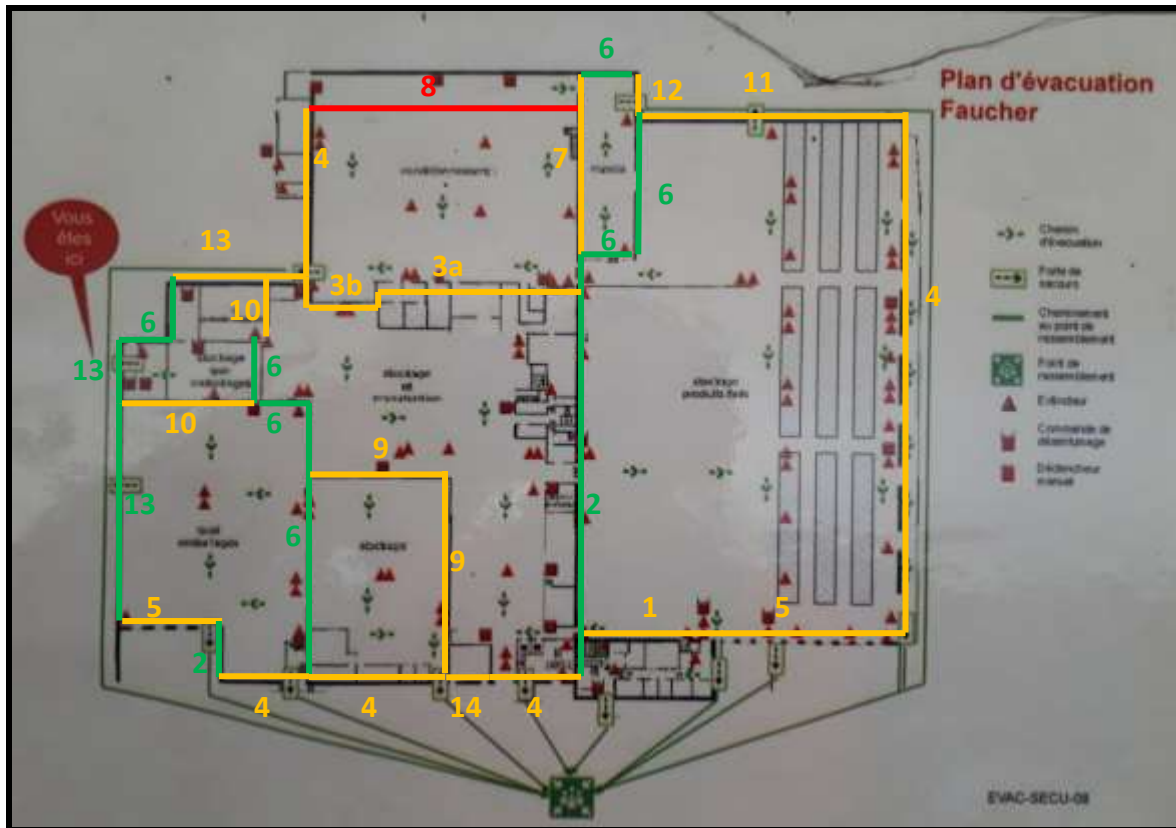 Plan d'évacuation
Faucher
Vous
êtes
ici
6
8
12
11
4
7
6
6
13
3b
3a
10
6
4
13
6
10
6
9
13
6
9
2
5
1
5
2
4
4
14
4
Chemin
d'évacuation
Porte de
secours
Cheminement
au point de
rassemblement
Point de
rassemblement
Extincteur
Commande de
désenfumage
Déclencheur
manuel
stockage
produits finis
stockage
EVAC-SECU-08